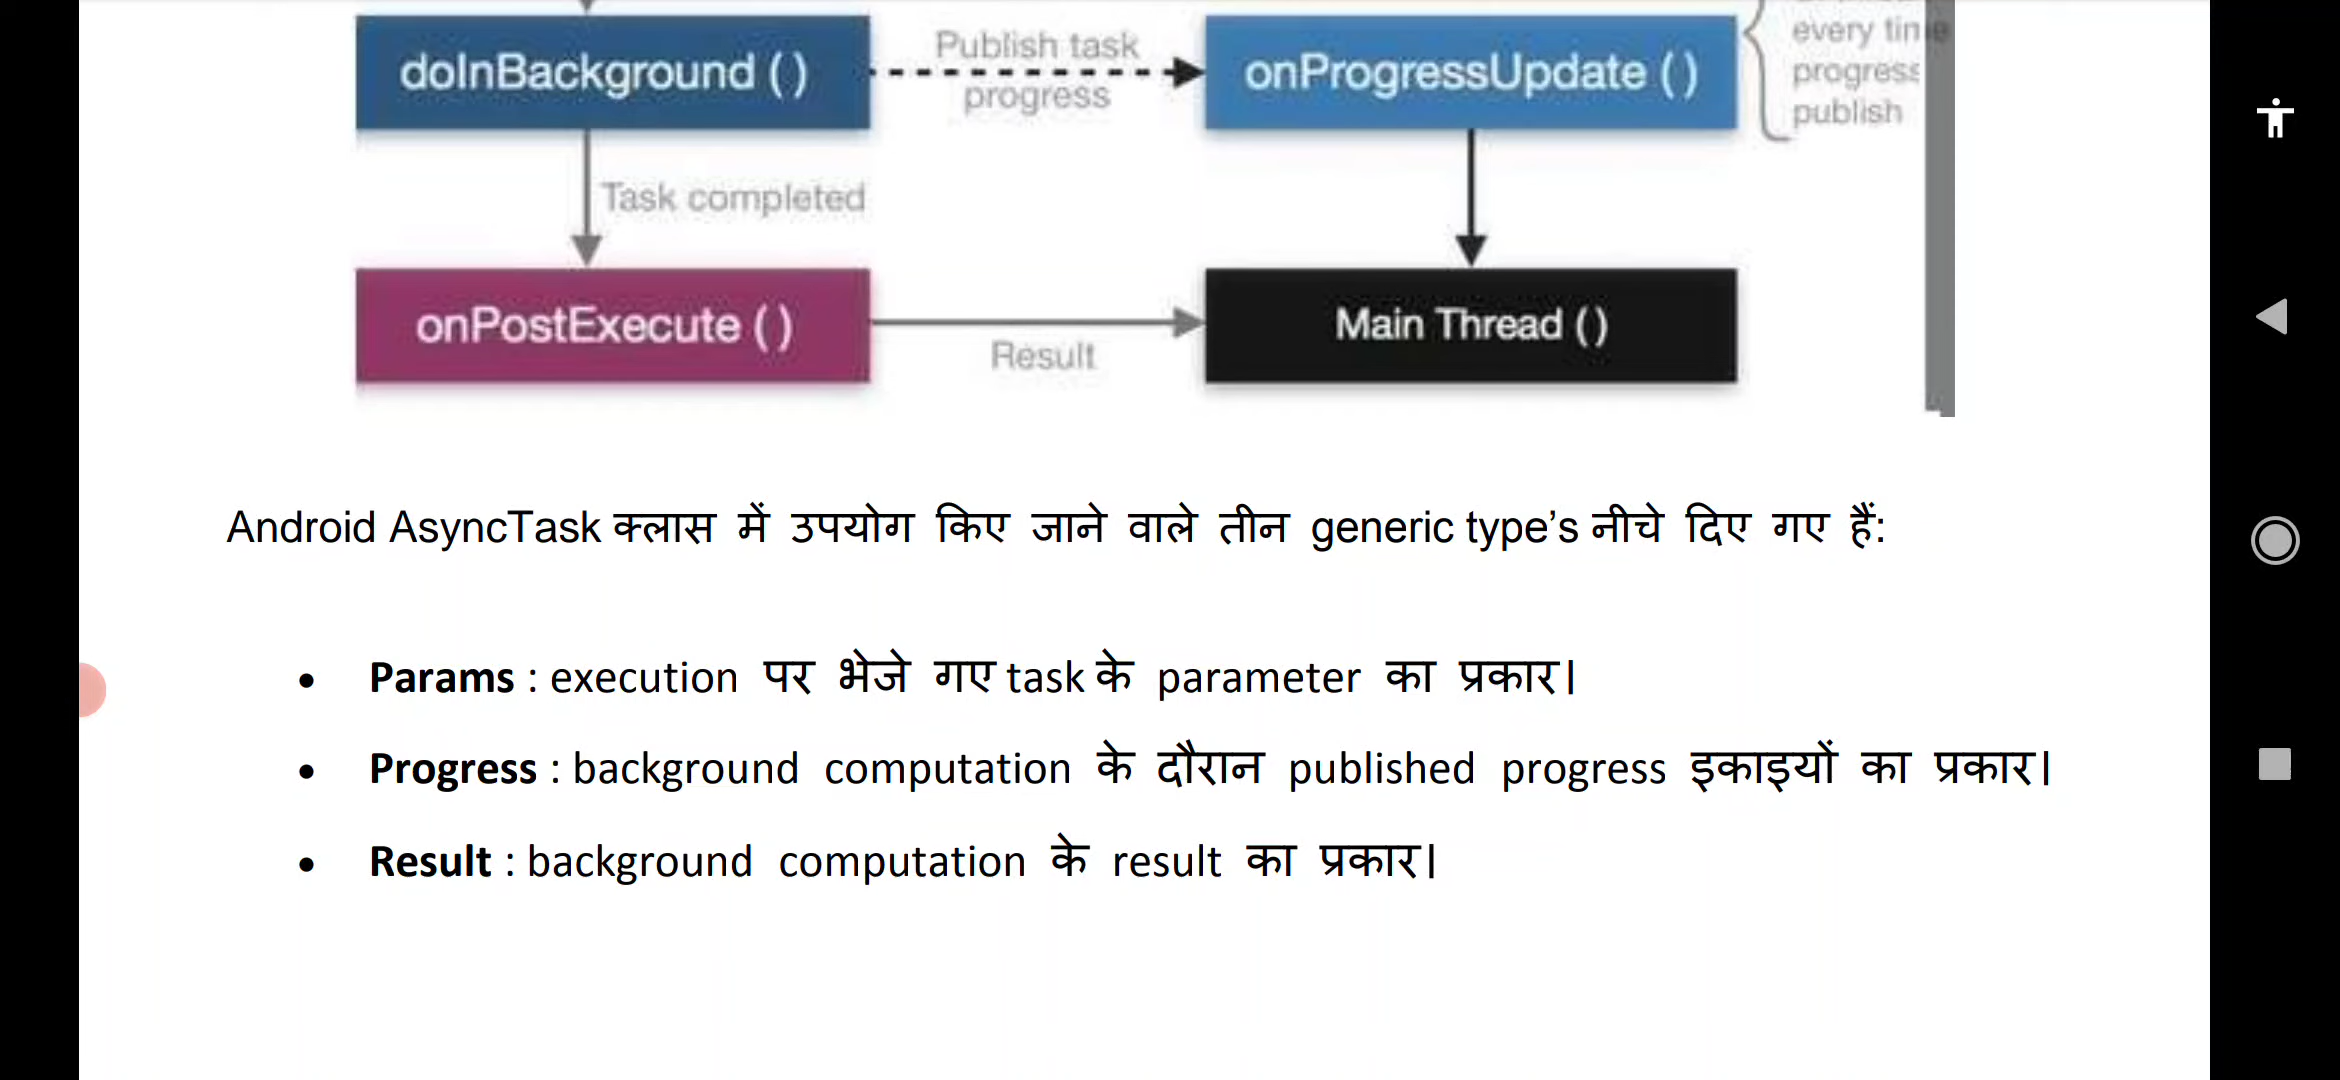 Publish task
doInBackground ( )
progress
onProgressUpdate ( )
every time
progress
publish
Task completed
onPostExecute ( )
Result
Main Thread ( )
Android AsyncTask क्लास में उपयोग किए जाने वाले तीन generic type’s नीचे दिए गए हैं:
• Params : execution पर भेजे गए task के parameter का प्रकार।
• Progress : background computation के दौरान published progress इकाइयों का प्रकार।
• Result : background computation के result का प्रकार।